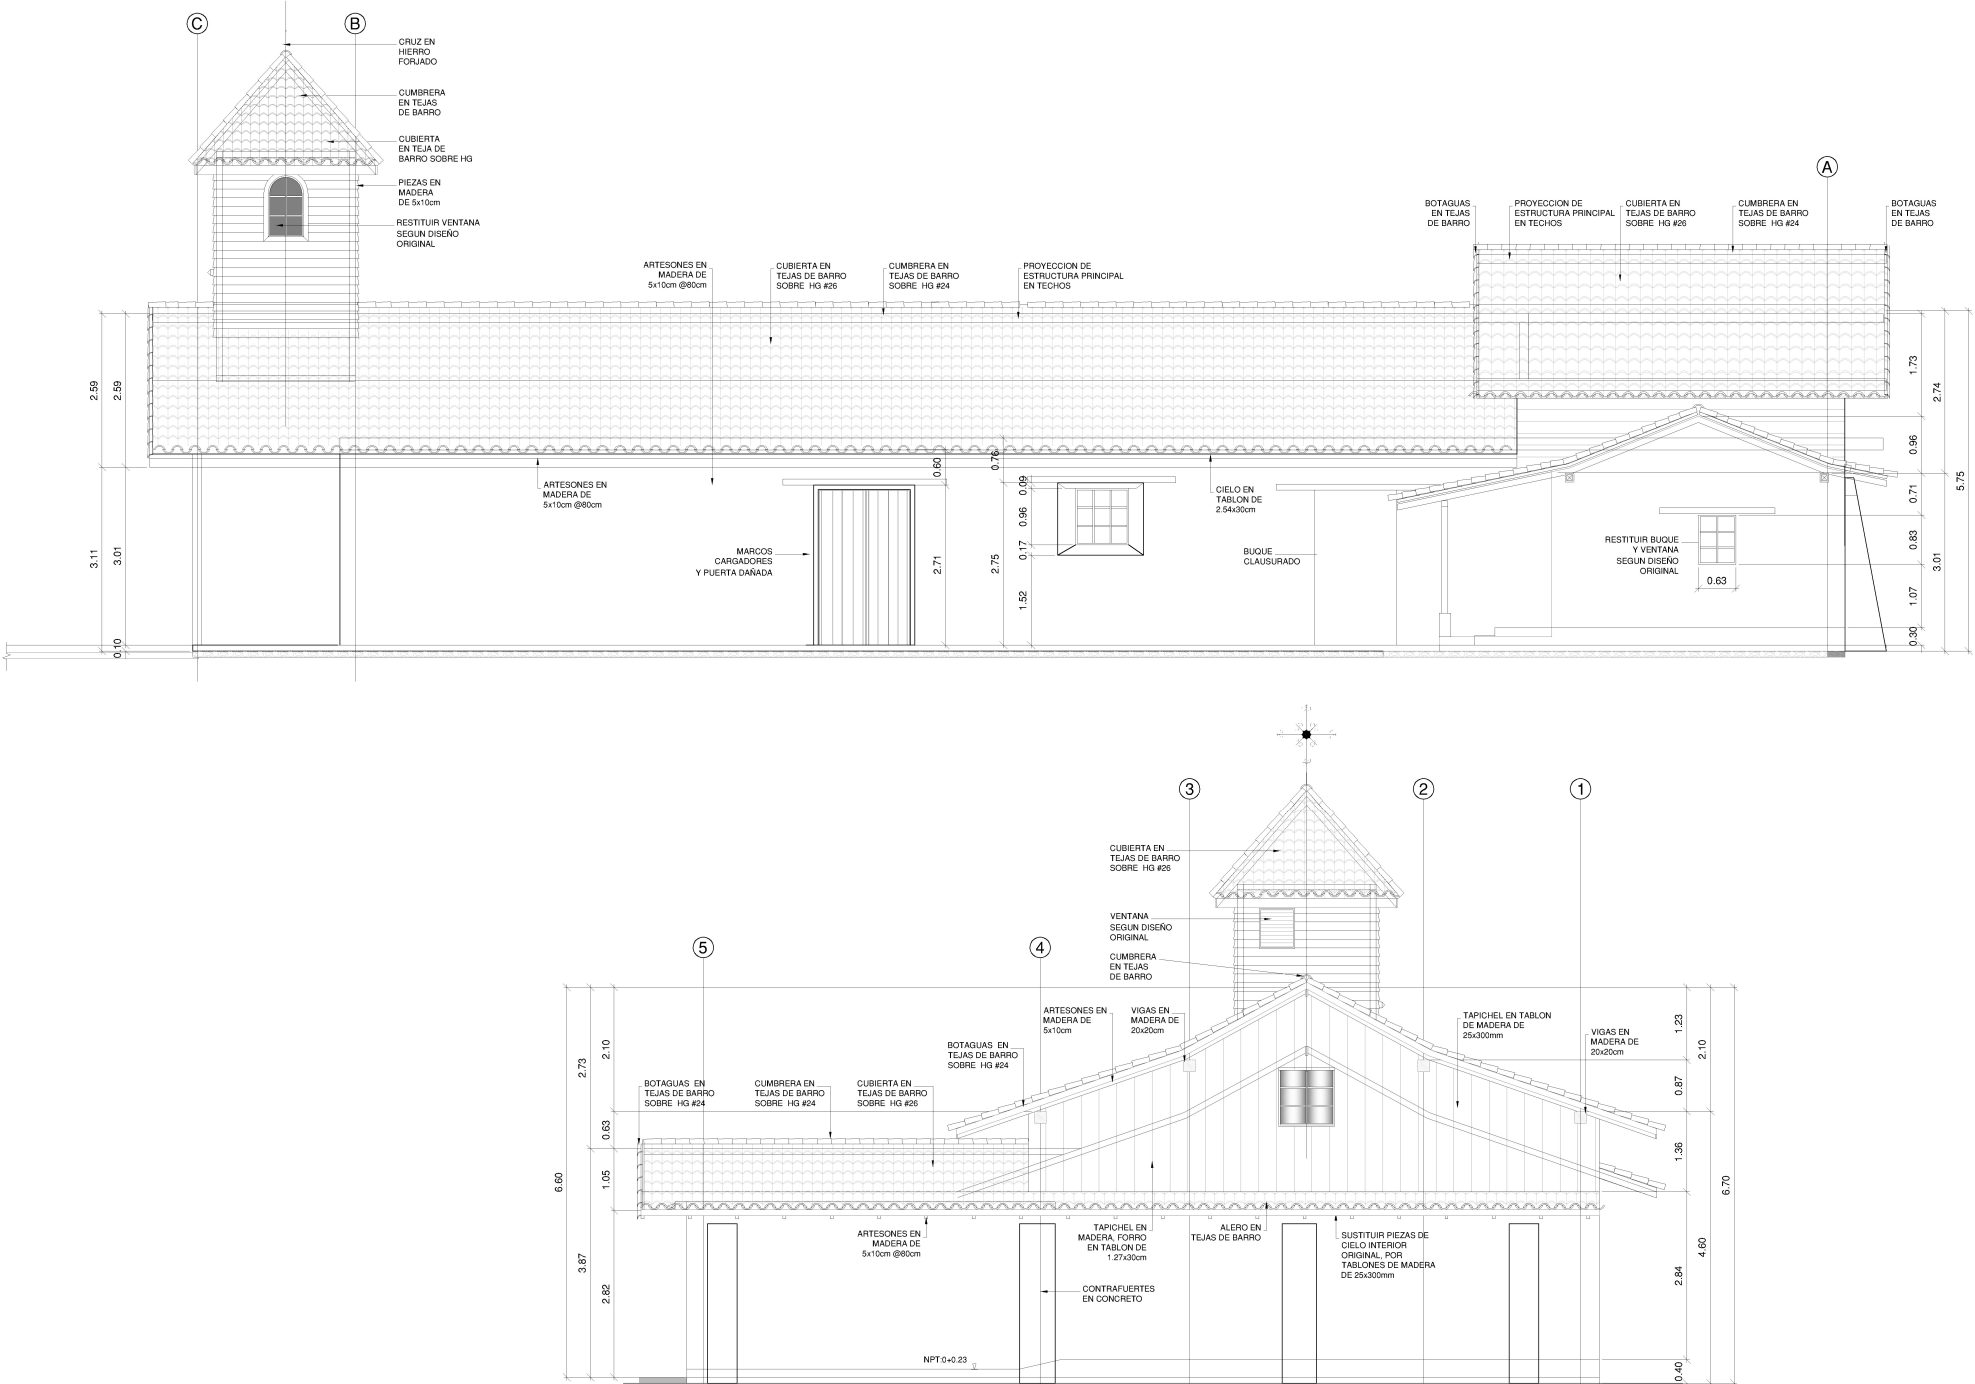 C
B
CRUZ EN
HIERRO
FORJADO
CUMBRERA
EN TEJAS
DE BARRO
CUBIERTA
EN TEJA DE
BARRO SOBRE HG
PIEZAS EN
MADERA
DE 5x10cm
RESTITUIR VENTANA
SEGUN DISEÑO
ORIGINAL
ARTESONES EN
MADERA DE
5x10cm @80cm
CUBIERTA EN
TEJAS DE BARRO
SOBRE HG #26
CUMBRERA EN
TEJAS DE BARRO
SOBRE HG #24
PROYECCION DE
ESTRUCTURA PRINCIPAL
EN TECHOS
A
BOTAGUAS
EN TEJAS
DE BARRO
PROYECCION DE
ESTRUCTURA PRINCIPAL
EN TECHOS
CUBIERTA EN
TEJAS DE BARRO
SOBRE HG #26
CUMBRERA EN
TEJAS DE BARRO
SOBRE HG #24
BOTAGUAS
EN TEJAS
DE BARRO
2.59
2.59
3.11
3.01
0.10
ARTESONES EN
MADERA DE
5x10cm @80cm
MARCOS
CARGADORES
Y PUERTA DAÑADA
0.60
2.71
0.76
2.75
0.09
0.96
0.17
1.52
CIELO EN
TABLON DE
2.54x30cm
BUQUE
CLAUSURADO
RESTITUIR BUQUE
Y VENTANA
SEGUN DISEÑO
ORIGINAL
0.63
1.73
0.96
0.71
0.83
1.07
0.30
2.74
3.01
5.75
3
2
1
CUBIERTA EN
TEJAS DE BARRO
SOBRE HG #26
VENTANA
SEGUN DISEÑO
ORIGINAL
CUMBRERA
EN TEJAS
DE BARRO
5
4
ARTESONES EN
MADERA DE
5x10cm
VIGAS EN
MADERA DE
20x20cm
TAPICHEL EN TABLON
DE MADERA DE
25x300mm
VIGAS EN
MADERA DE
20x20cm
BOTAGUAS EN
TEJAS DE BARRO
SOBRE HG #24
BOTAGUAS EN
TEJAS DE BARRO
SOBRE HG #24
CUMBRERA EN
TEJAS DE BARRO
SOBRE HG #24
CUBIERTA EN
TEJAS DE BARRO
SOBRE HG #26
6.60
2.73
3.87
2.10
0.63
1.05
2.82
1.23
0.87
1.36
2.84
0.40
2.10
4.60
6.70
ARTESONES EN
MADERA DE
5x10cm @80cm
TAPICHEL EN
MADERA, FORRO
EN TABLON DE
1.27x30cm
ALERO EN
TEJAS DE BARRO
SUSTITUIR PIEZAS DE
CIELO INTERIOR
ORIGINAL, POR
TABLONES DE MADERA
DE 25x300mm
CONTRAFUERTES
EN CONCRETO
NPT:0+0.23